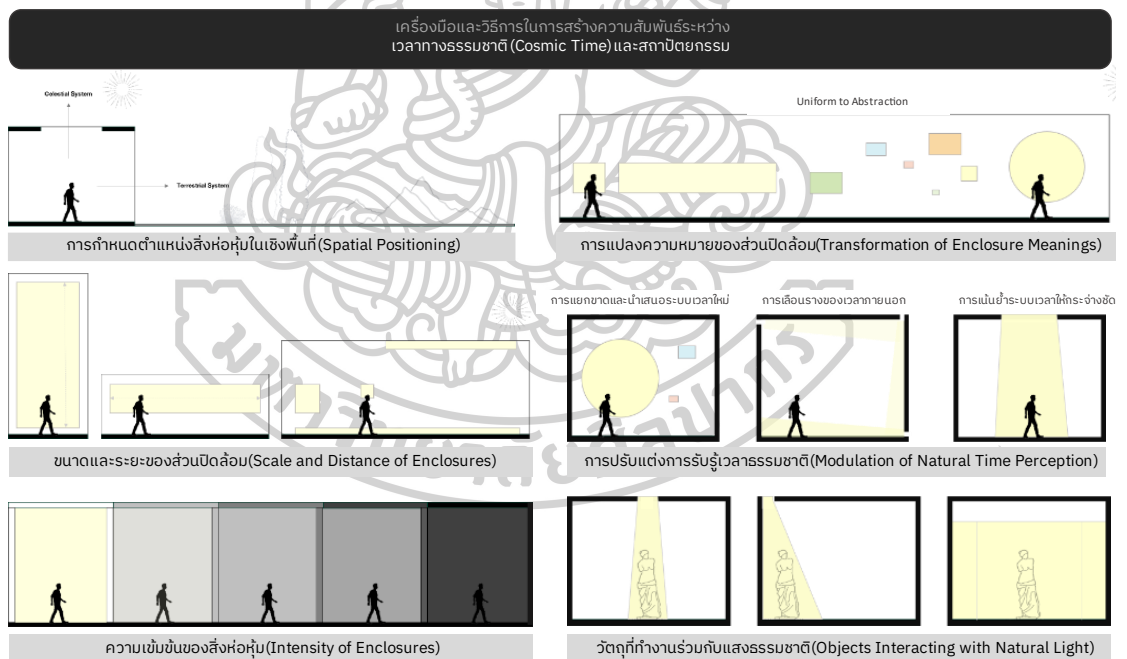 เครื่องมือและวิธีการในการสร้างความสัมพันธ์ระหว่าง
เวลาทางธรรมชาติ(Cosmic Time)และสถาปัตยกรรม
Celestial System
Terrestrial System
การกำหนดตำแหน่งสิ่งห่อหุ้มในเชิงพื้นที่(Spatial Positioning)
Uniform to Abstraction
การแปลงความหมายของส่วนปิดล้อม(Transformation of Enclosure Meanings)
ขนาดและระยะของส่วนปิดล้อม(Scale and Distance of Enclosures)
การแยกขาดและนำเสนอระบบเวลาใหม่
การเลือนรางของเวลาภายนอก
การเน้นย้ำระบบเวลาให้กระจ่างชัด
การปรับแต่งการรับรู้เวลาธรรมชาติ(Modulation of Natural Time Perception)
ความเข้มข้นของสิ่งห่อหุ้ม(Intensity of Enclosures)
วัตถุที่ทำงานร่วมกับแสงธรรมชาติ(Objects Interacting with Natural Light)
มหาวิทยาลัยศิลปากร